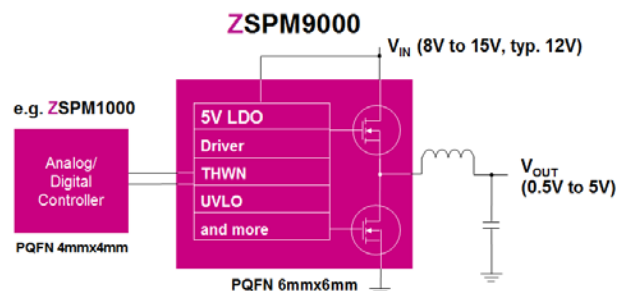 ZSPM9000
VIN (8V to 15V, typ. 12V)
e.g. ZSPM1000
Analog/
Digital
Controller
PQFN 4mmx4mm
5V LDO
Driver
THWN
UVLO
and more
PQFN 6mmx6mm
VOUT
(0.5V to 5V)